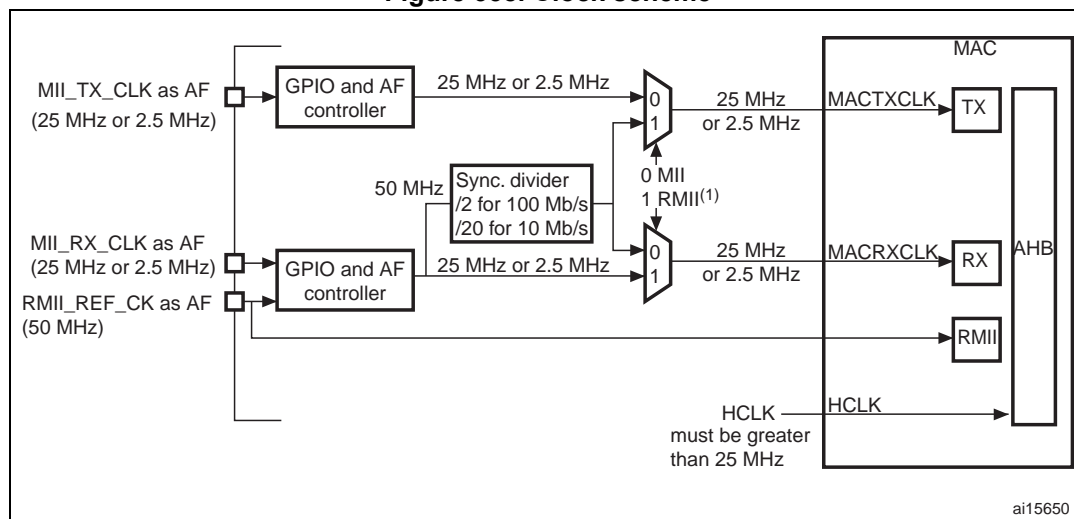 MAC
MII_TX_CLK as AF
(25 MHz or 2.5 MHz)
GPIO and AF
controller
25 MHz or 2.5 MHz
0
1
25 MHz
or 2.5 MHz
MACTXCLK
TX
50 MHz
Sync. divider
/2 for 100 Mb/s
/20 for 10 Mb/s
0 MII
1 RMII(1)
MII_RX_CLK as AF
(25 MHz or 2.5 MHz)
RMII_REF_CK as AF
(50 MHz)
GPIO and AF
controller
25 MHz or 2.5 MHz
0
1
25 MHz
or 2.5 MHz
MACRXCLK
RX
AHB
RMII
HCLK
must be greater
than 25 MHz
HCLK
ai15650